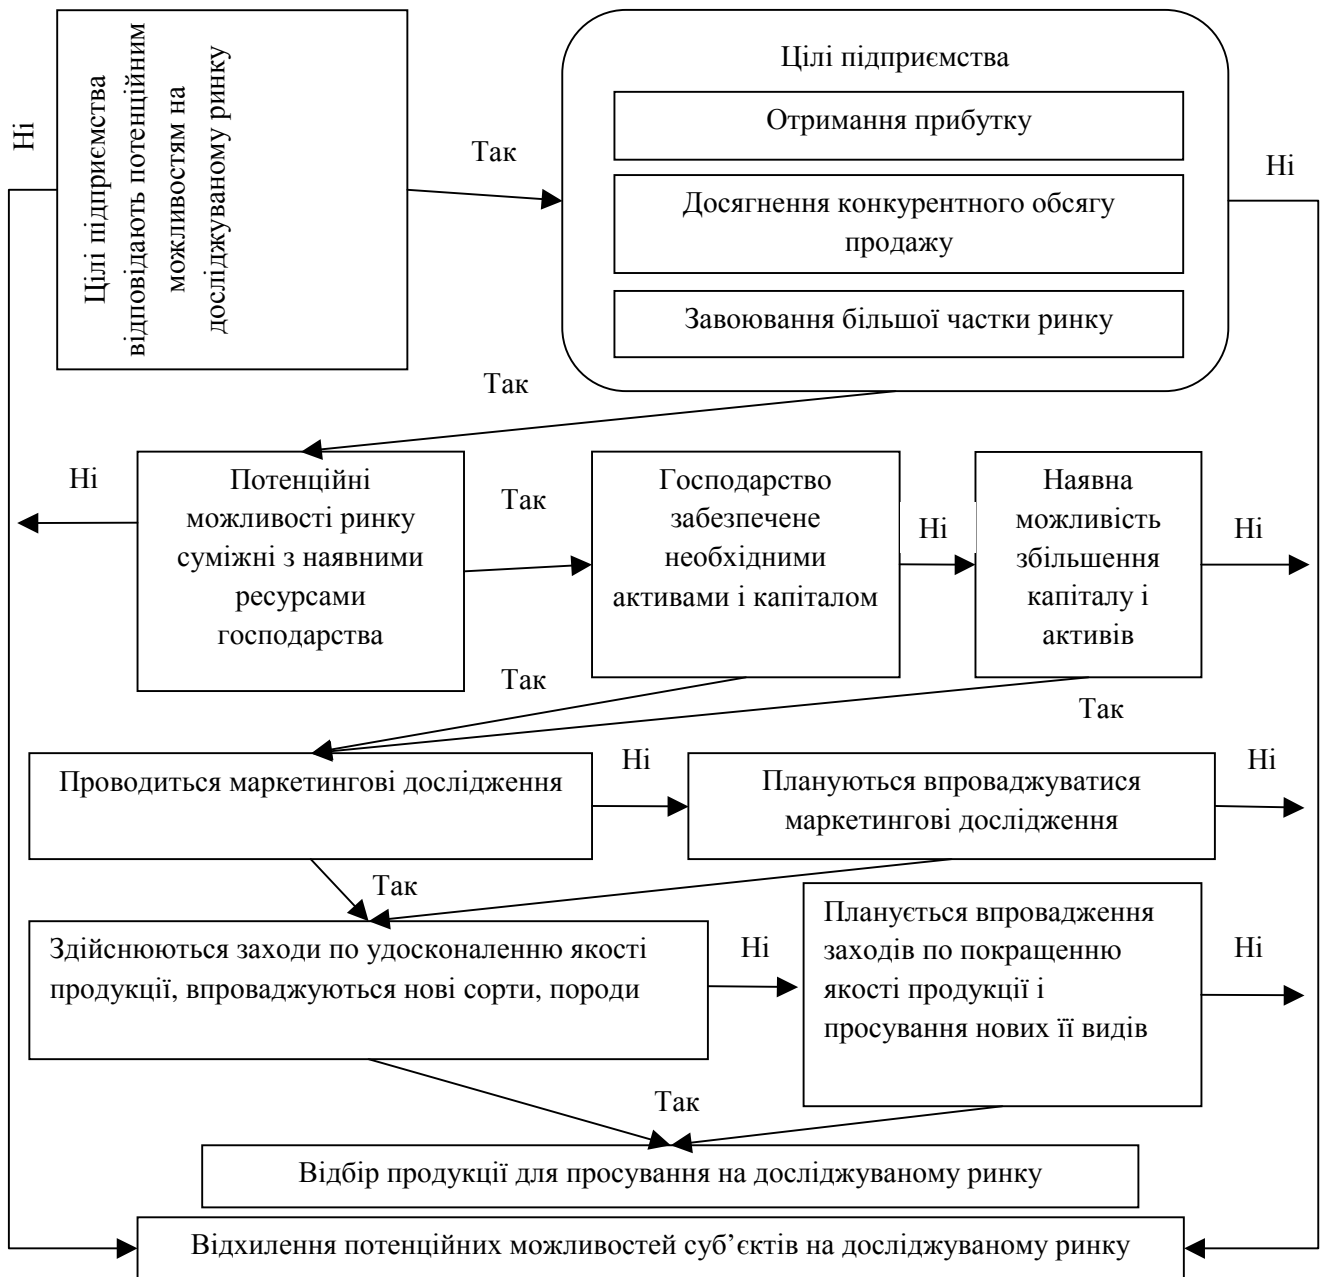 Ні
Цілі підприємства
відповідають потенційним
можливостям на
досліджуваному ринку
Так
Цілі підприємства
Отримання прибутку
Досягнення конкурентного обсягу
продажу
Завоювання більшої частки ринку
Ні
Так
Ні
Потенційні
можливості ринку
суміжні з наявними
ресурсами
господарства
Так
Господарство
забезпечене
необхідними
активами і капіталом
Ні
Наявна
можливість
збільшення
капіталу і
активів
Ні
Так
Так
Проводиться маркетингові дослідження
Ні
Плануються впроваджуватися
маркетингові дослідження
Ні
Так
Здійснюються заходи по удосконаленню якості
продукції, впроваджуються нові сорти, породи
Ні
Планується впровадження
заходів по покращенню
якості продукції і
просування нових її видів
Ні
Так
Відбір продукції для просування на досліджуваному ринку
Відхилення потенційних можливостей суб’єктів на досліджуваному ринку